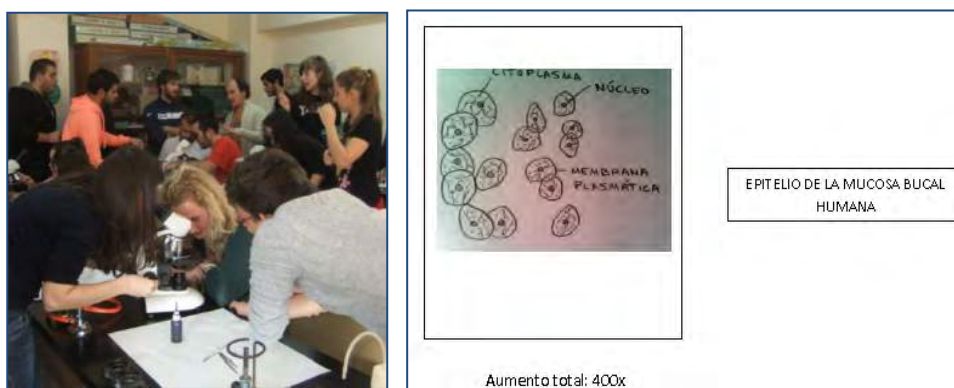 CITOPLASMA
NÚCLEO
MEMBRANA
PLASMÁTICA
EPITELIO DE LA MUCOSA BUCAL
HUMANA
Aumento total: 400x